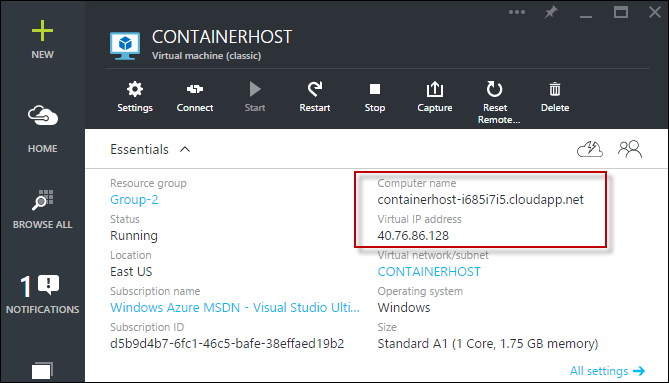 CONTAINERHOST
Virtual machine (classic)
NEW
HOME
BROWSE ALL
1
NOTIFICATIONS
Settings
Connect
Start
Restart
Stop
Capture
Reset
Remote...
Delete
Essentials
Resource group
Group-2
Status
Running
Location
East US
Subscription name
Windows Azure MSDN - Visual Studio Ulti...
Subscription ID
d5b9d4b7-6fc1-46c5-bafe-38effaed19b2
Computer name
containerhost-i685i7i5.cloudapp.net
Virtual IP address
40.76.86.128
Virtual network/subnet
CONTAINERHOST
Operating system
Windows
Size
Standard A1 (1 Core, 1.75 GB memory)
All settings